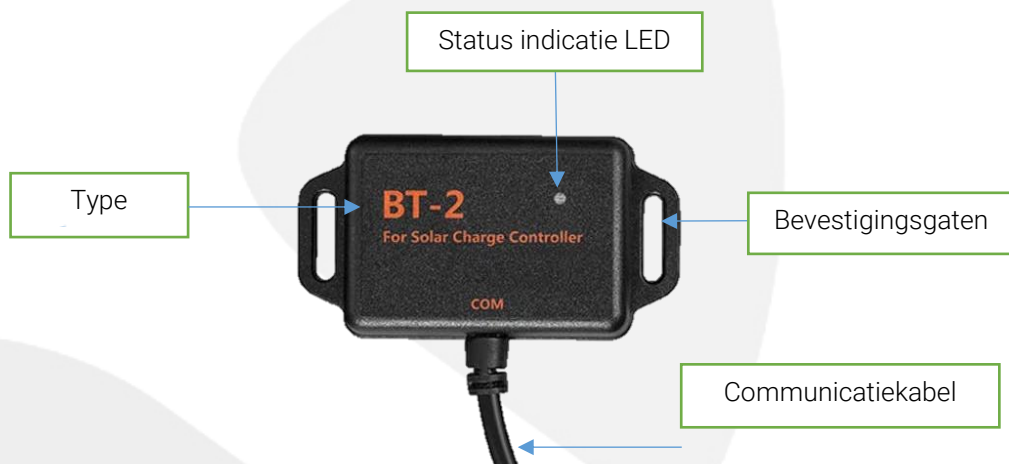 Status indicatie LED
Type
BT-2
For Solar Charge Controller
Bevestigingsgaten
COM
Communicatiekabel